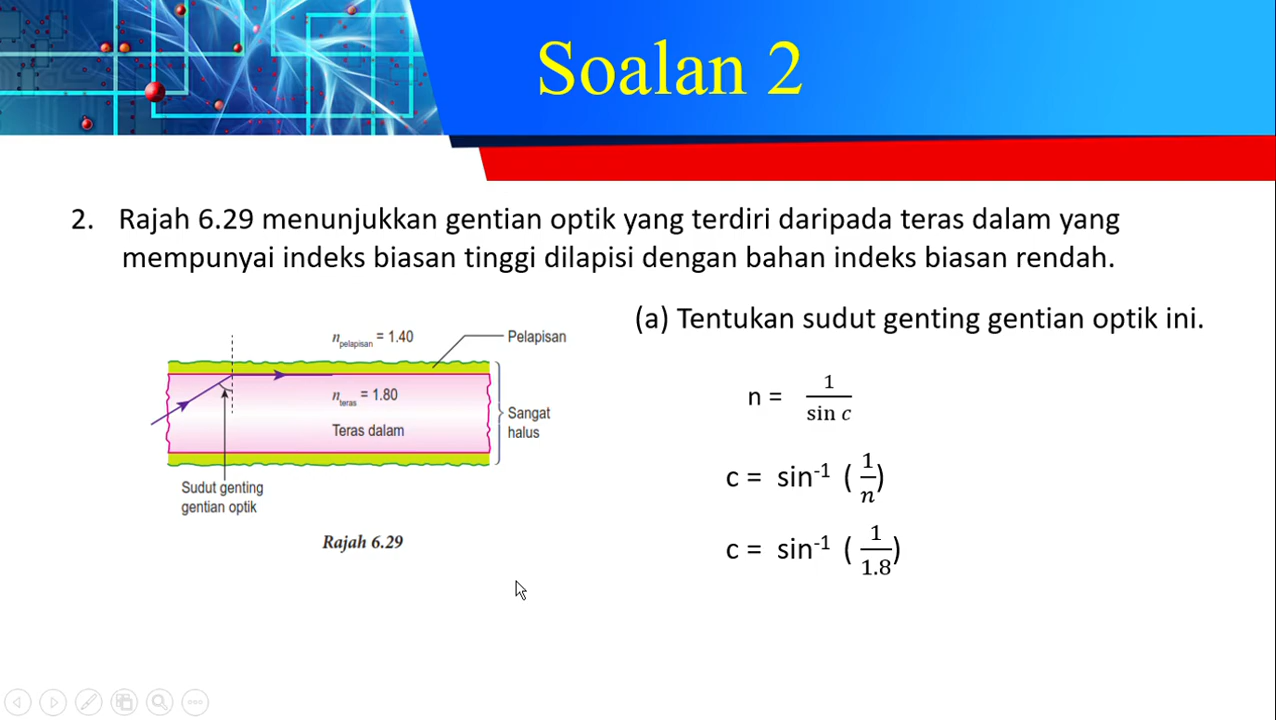 Soalan 2
2. Rajah 6.29 menunjukkan gentian optik yang terdiri daripada teras dalam yang
mempunyai indeks biasan tinggi dilapisi dengan bahan indeks biasan rendah.
(a) Tentukan sudut genting gentian optik ini.
n_pelapisan = 1.40
Pelapisan
n_teras = 1.80
Teras dalam
Sangat
halus
Sudut genting
gentian optik
Rajah 6.29
n = 1/sin c
c = sin⁻¹ (1/n)
c = sin⁻¹ (1/1.8)